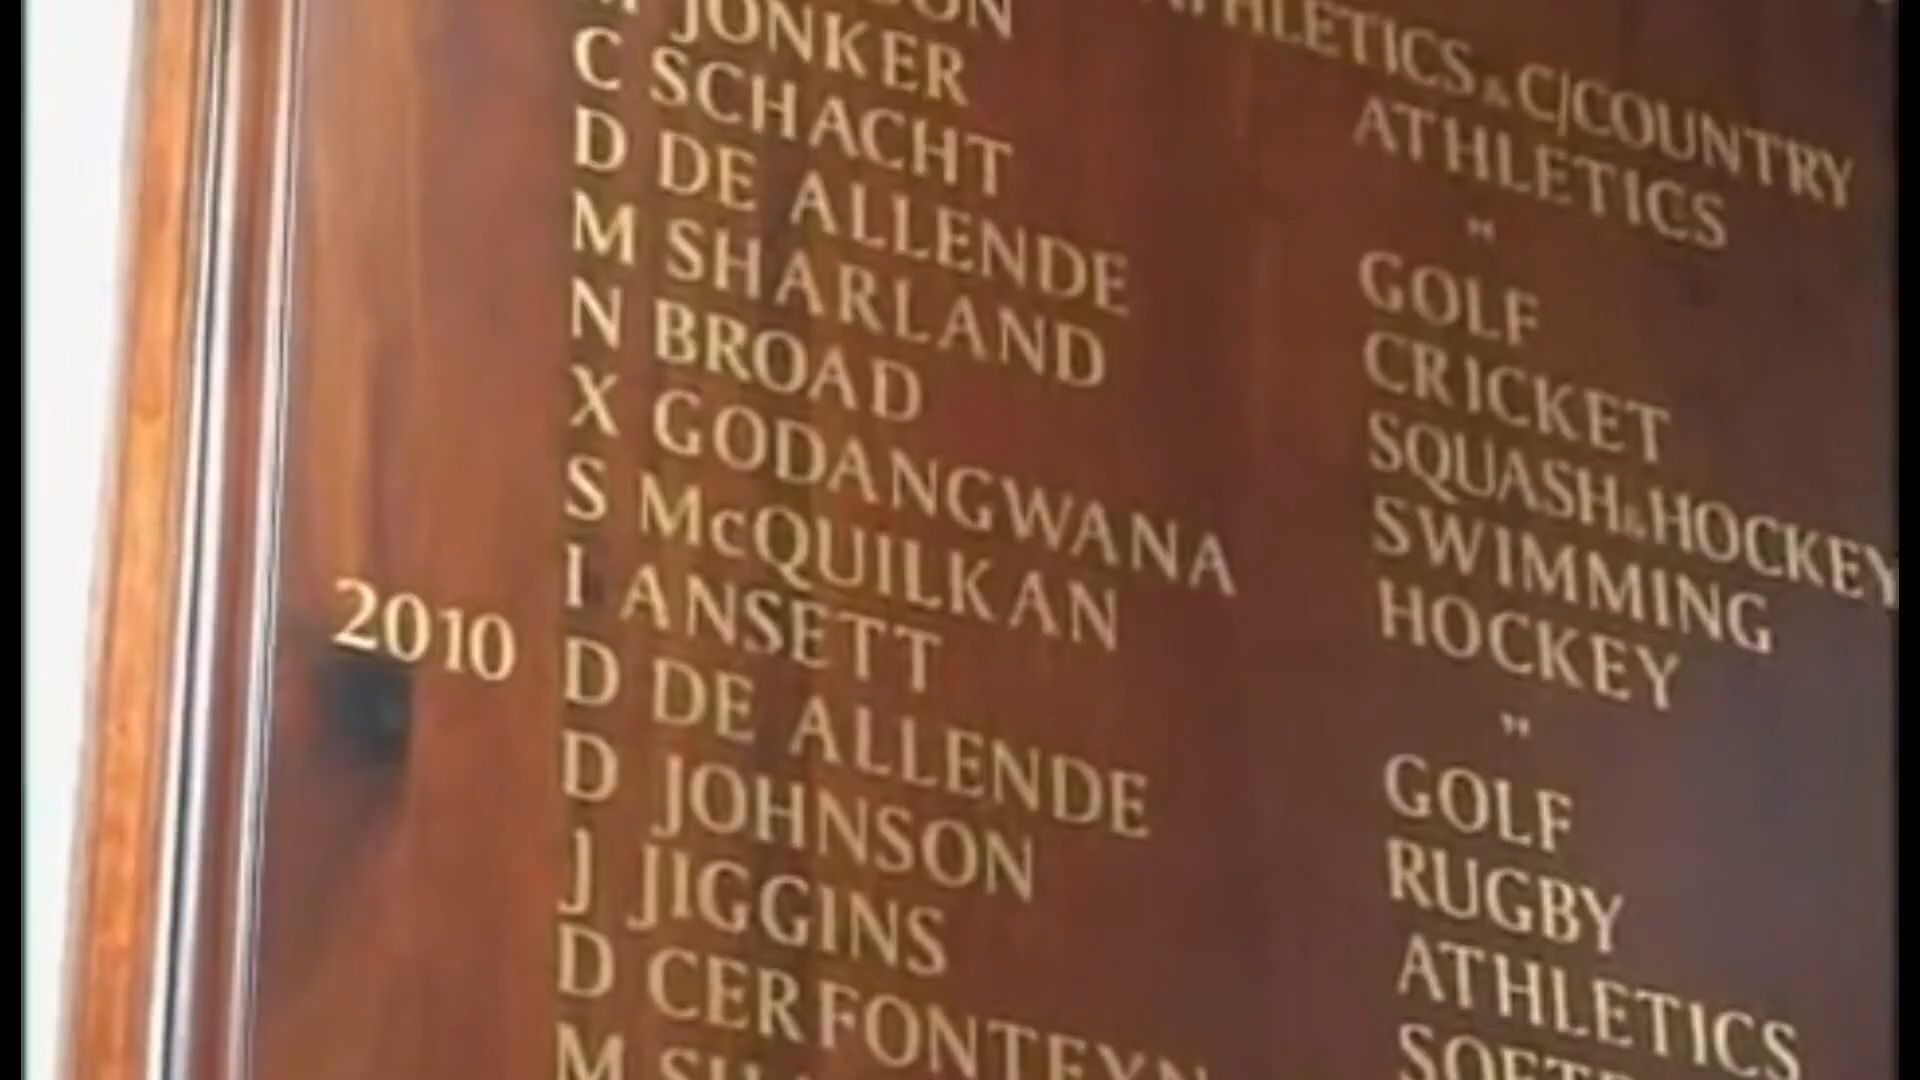 ATHLETICS & C/COUNTRY
M JONKER ATHLETICS
C SCHACHT "
D DE ALLENDE GOLF
M SHARLAND CRICKET
N BROAD SQUASH & HOCKEY
X GODANGWANA SWIMMING
S McQUILKAN HOCKEY
I ANSETT "
2010 D DE ALLENDE GOLF
D JOHNSON RUGBY
J JIGGINS ATHLETICS
D CERFONTEYN
M